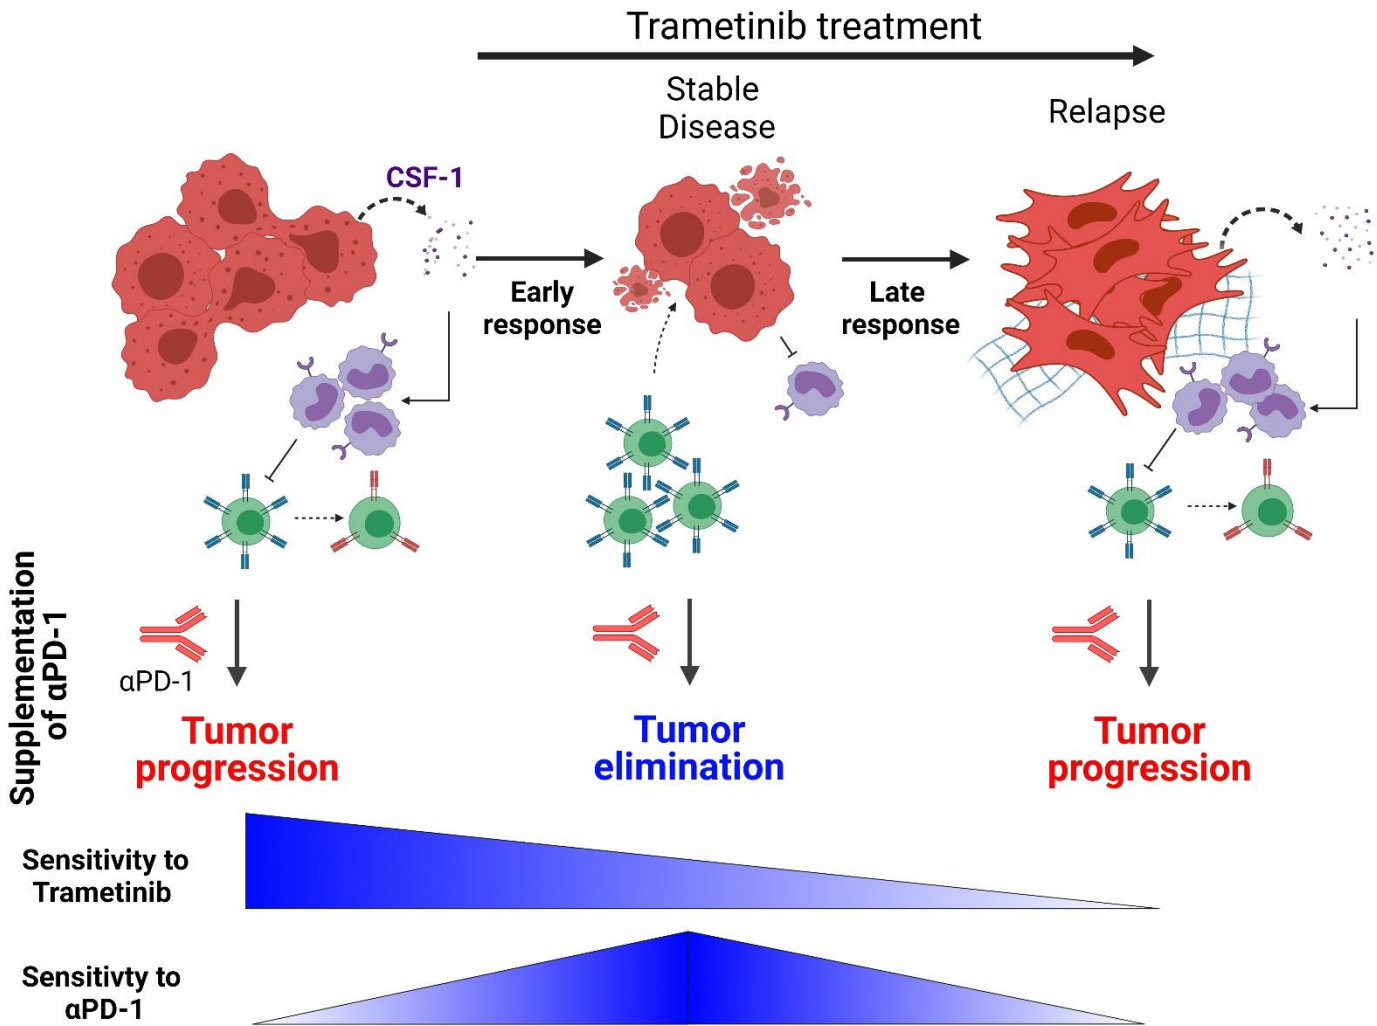 Trametinib treatment
Stable
Disease
Relapse
CSF-1
Early
response
Late
response
Supplementation
of αPD-1
αPD-1
Tumor
progression
Tumor
elimination
Tumor
progression
Sensitivity to
Trametinib
Sensitivty to
αPD-1